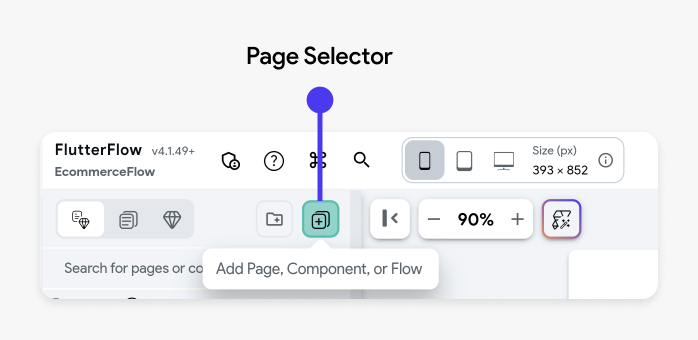 Page Selector
FlutterFlow v4.1.49+
EcommerceFlow
Size (px)
393 × 852
90%
Search for pages or co
Add Page, Component, or Flow